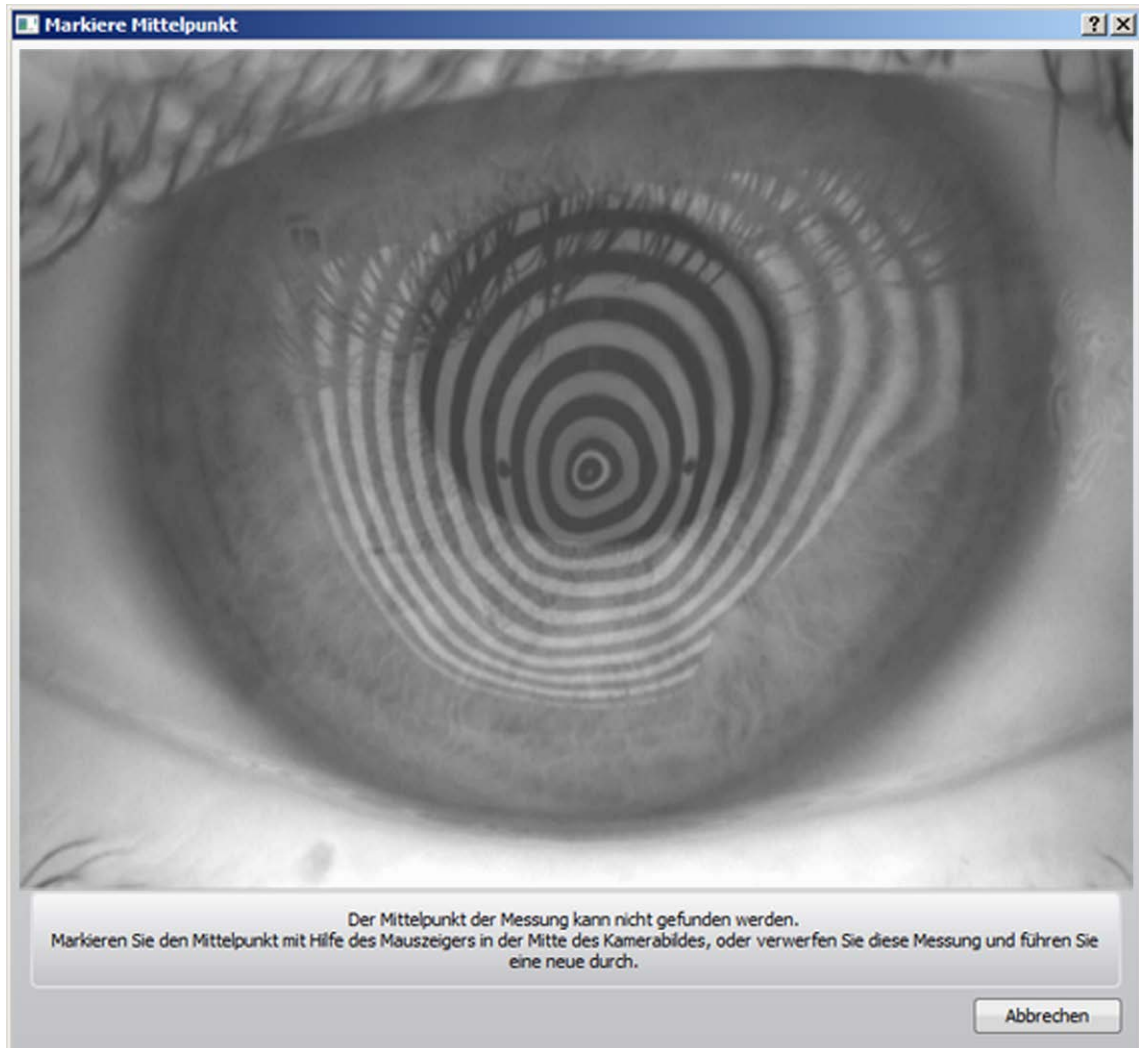 Markiere Mittelpunkt
Der Mittelpunkt der Messung kann nicht gefunden werden.
Markieren Sie den Mittelpunkt mit Hilfe des Mauszeigers in der Mitte des Kamerabildes, oder verwerfen Sie diese Messung und führen Sie
eine neue durch.
Abbrechen